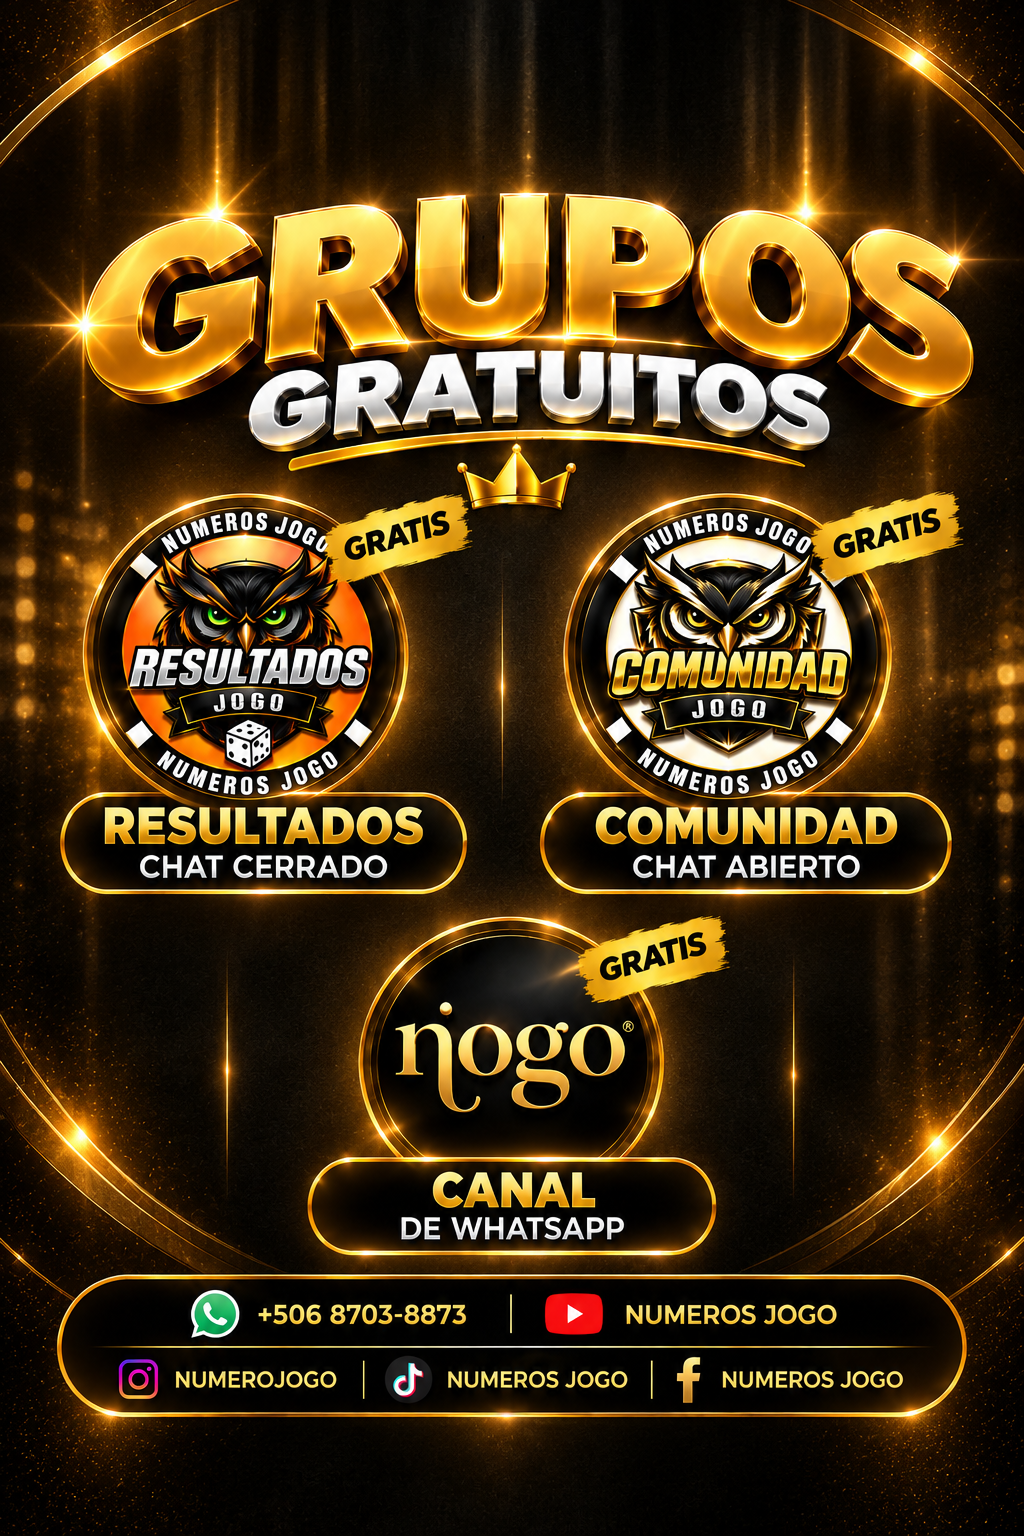 GRUPOS
GRATUITOS
NUMEROS JOGO
GRATIS
RESULTADOS
JOGO
NUMEROS JOGO
RESULTADOS
CHAT CERRADO
NUMEROS JOGO
GRATIS
COMUNIDAD
JOGO
NUMEROS JOGO
COMUNIDAD
CHAT ABIERTO
GRATIS
njogo®
CANAL
DE WHATSAPP
+506 8703-8873
NUMEROS JOGO
NUMEROJOGO
NUMEROS JOGO
NUMEROS JOGO